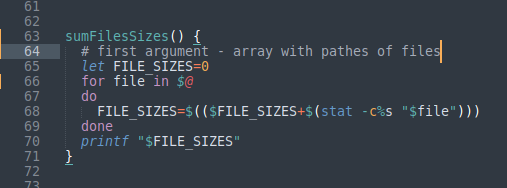 61
62
63 sumFilesSizes() {
64 # first argument - array with pathes of files
65 let FILE_SIZES=0
66 for file in $@
67 do
68 FILE_SIZES=$(($FILE_SIZES+$(stat -c%s "$file")))
69 done
70 printf "$FILE_SIZES"
71 }
72
73